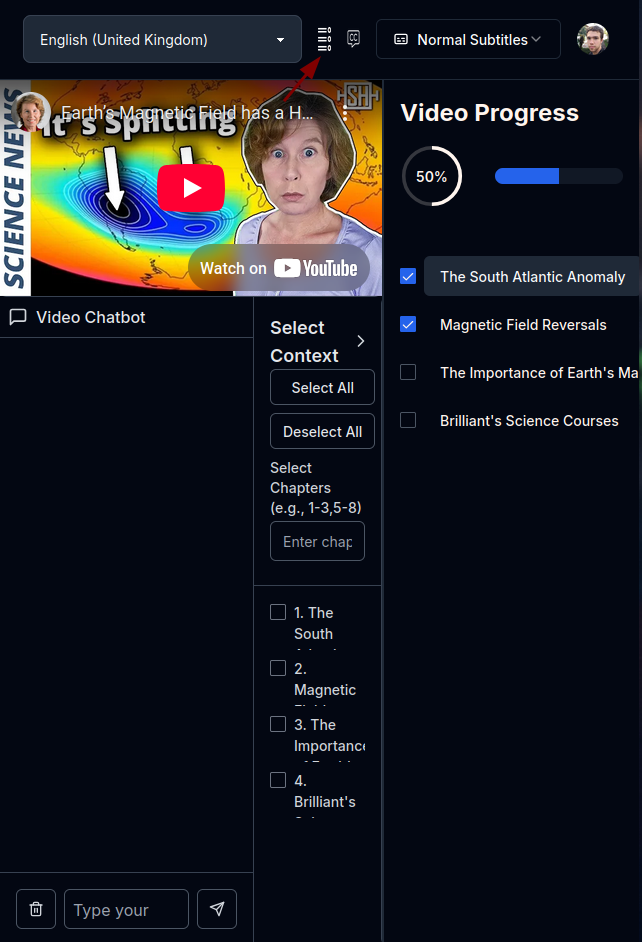 English (United Kingdom)
CC
Normal Subtitles
SCIENCE NEWS
Earth's Magnetic Field has a H...
It's Splitting
SH
Watch on YouTube
Video Progress
50%
The South Atlantic Anomaly
Magnetic Field Reversals
The Importance of Earth's Ma
Brilliant's Science Courses
Video Chatbot
Select
Context
Select All
Deselect All
Select
Chapters
(e.g., 1-3,5-8)
Enter chap
1. The
South
2.
Magnetic
3. The
Importance
4.
Brilliant's
Type your